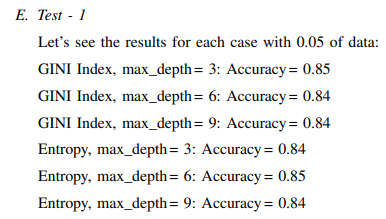 E. Test - 1
Let's see the results for each case with 0.05 of data:
GINI Index, max_depth= 3: Accuracy= 0.85
GINI Index, max_depth= 6: Accuracy= 0.84
GINI Index, max_depth= 9: Accuracy= 0.84
Entropy, max_depth= 3: Accuracy= 0.84
Entropy, max_depth= 6: Accuracy= 0.85
Entropy, max_depth= 9: Accuracy= 0.84